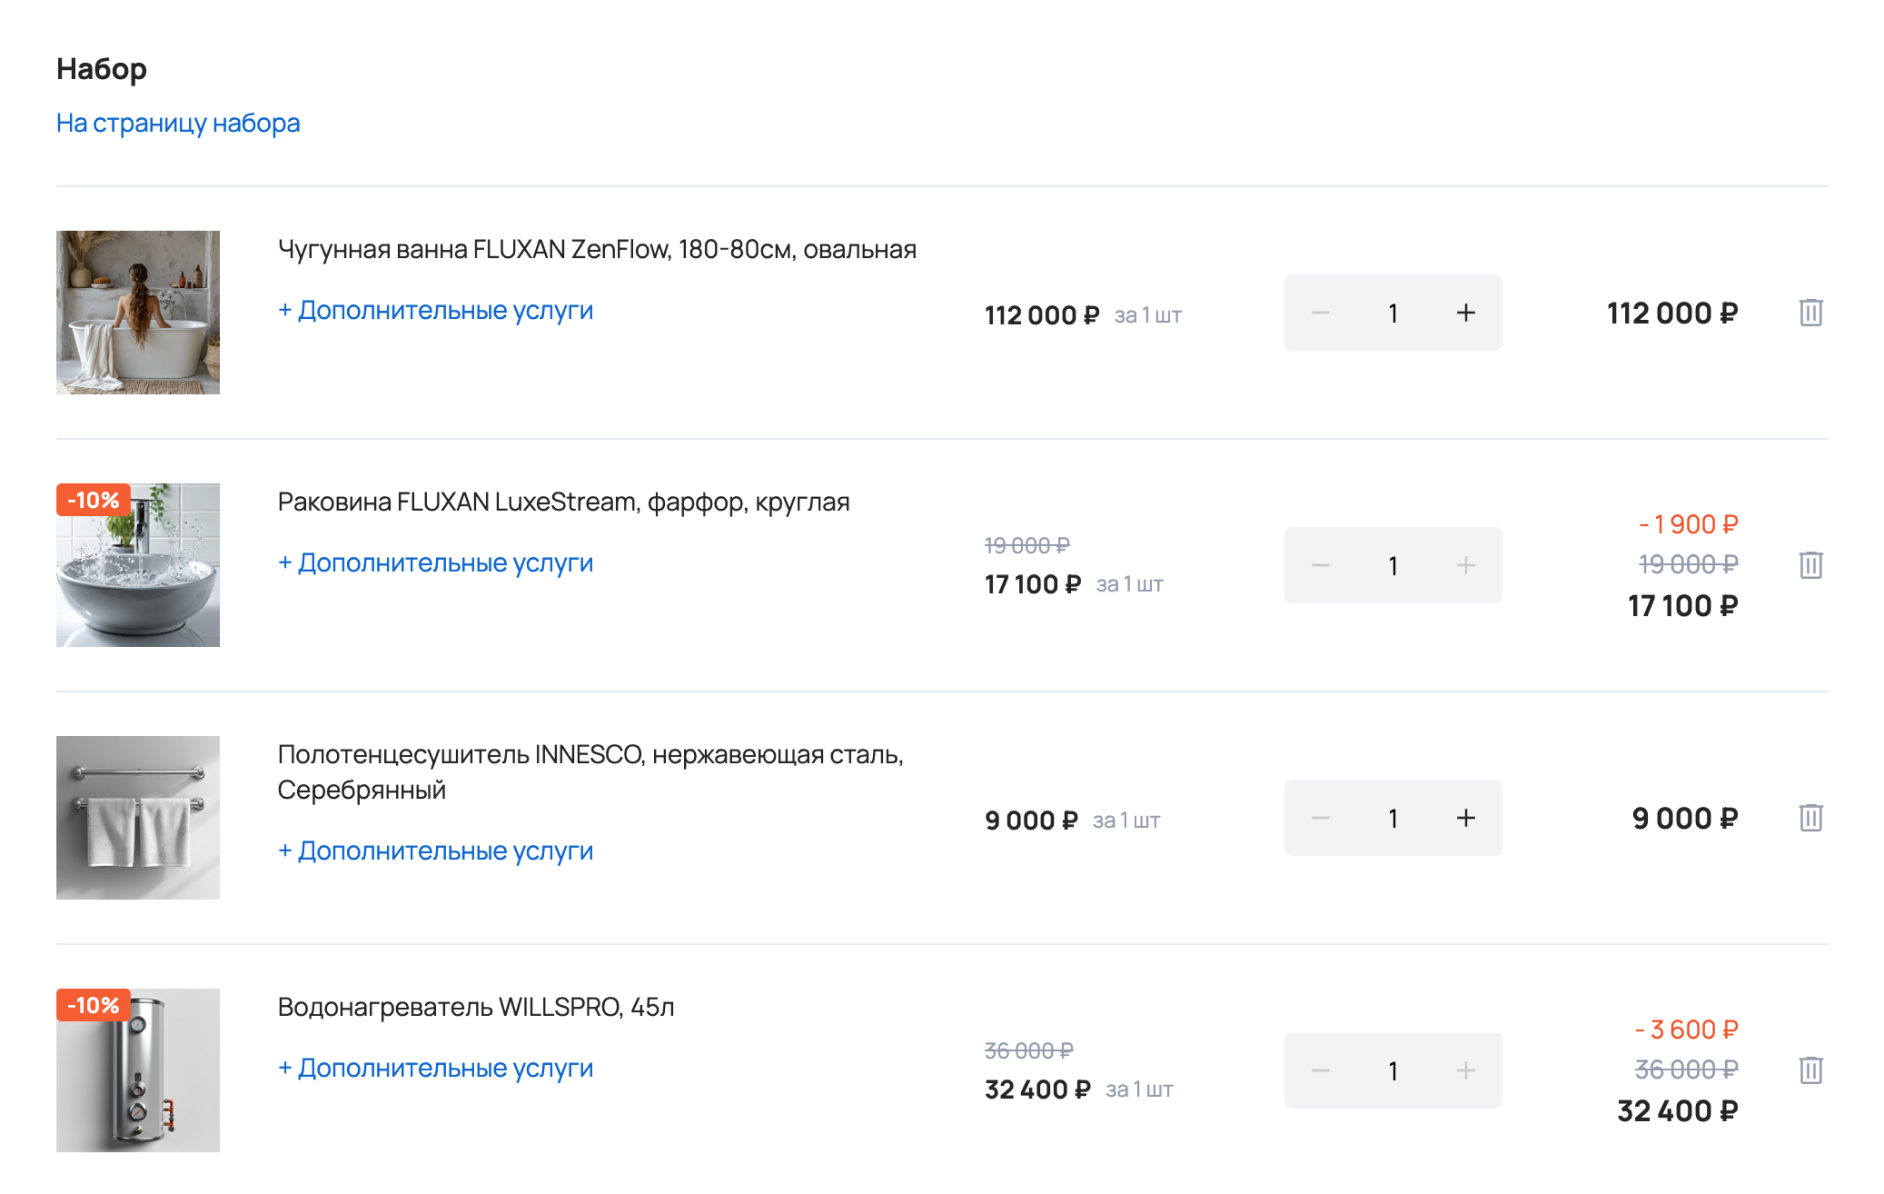 Набор
На страницу набора
Чугунная ванна FLUXAN ZenFlow, 180-80см, овальная
+ Дополнительные услуги
112 000 ₽ за 1 шт
1
112 000 ₽
-10%
Раковина FLUXAN LuxeStream, фарфор, круглая
+ Дополнительные услуги
19 000 ₽
17 100 ₽ за 1 шт
1
- 1 900 ₽
19 000 ₽
17 100 ₽
Полотенцесушитель INNESCO, нержавеющая сталь,
Серебрянный
+ Дополнительные услуги
9 000 ₽ за 1 шт
1
9 000 ₽
-10%
Водонагреватель WILLSPRO, 45л
+ Дополнительные услуги
36 000 ₽
32 400 ₽ за 1 шт
1
- 3 600 ₽
36 000 ₽
32 400 ₽